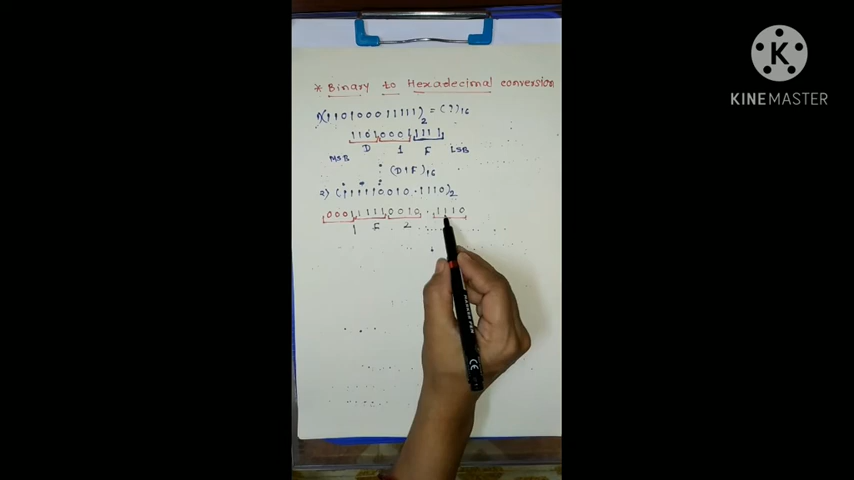 * Binary to Hexadecimal conversion
1) (110100011111)₂ = (?)₁₆
1101 0001 1111
D 1 F
MSB LSB
∴ (D1F)₁₆
2) (111110010.1110)₂
0001 1111 0010 . 1110
1 F 2
K
KINEMASTER
CE